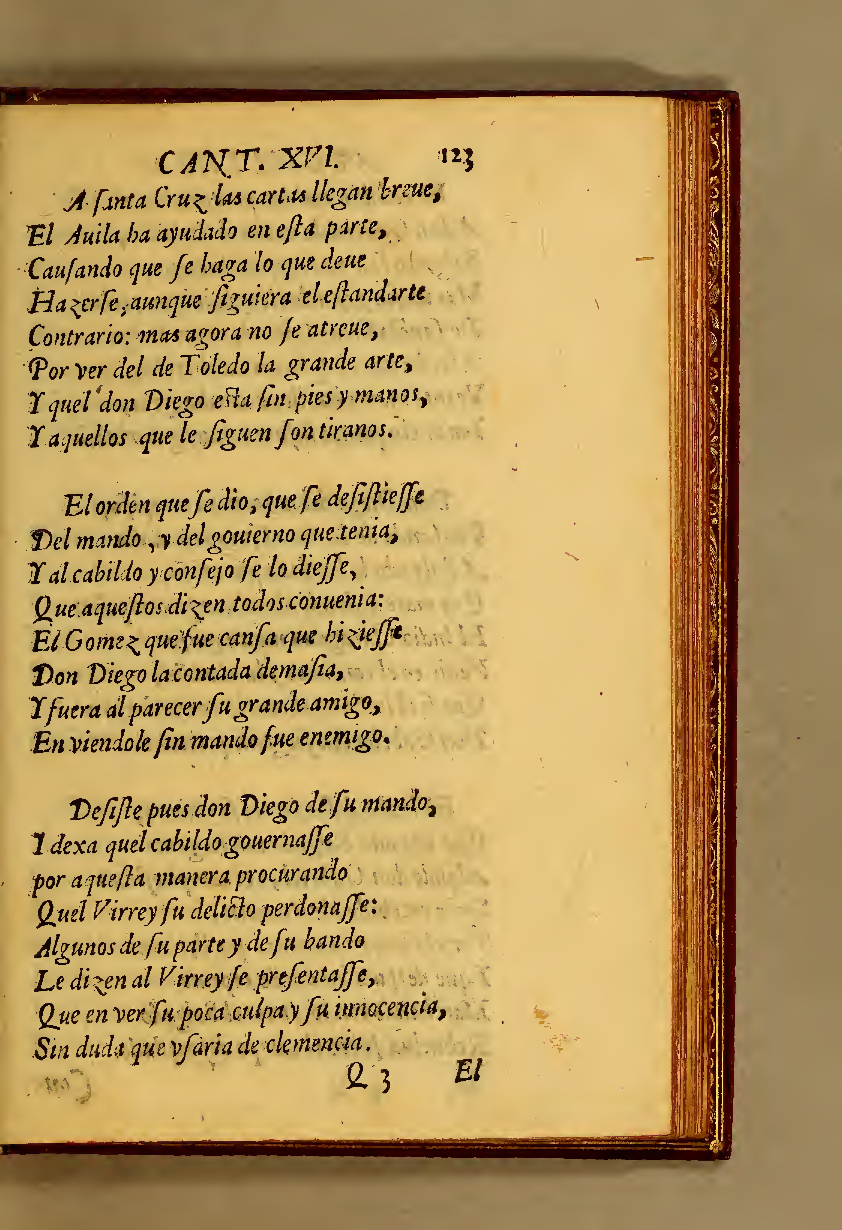 CANT. XVI. 123
A ſanta Cruz las cartas llegan breue,
El Auila ha ayudado en eſta parte,
Cauſando que ſe haga lo que deue
Hazerſe, aunque ſiguiera el eſtandarte
Contrario: mas agora no ſe atreue,
Por ver del de Toledo la grande arte,
Y quel don Diego eſta ſin pies y manos,
Y aquellos que le ſiguen ſon tiranos.
El orden que ſe dio, que ſe deſiſtieſſe
Del mando, y del gouierno que tenia,
Y al cabildo y conſejo ſe lo dieſſe,
Que aqueſtos dizen todos conuenia:
El Gomez que fue canſa que hizieſſe
Don Diego la contada demaſia,
Y fuera al parecer ſu grande amigo,
En viendole ſin mando fue enemigo.
Deſiſte pues don Diego de ſu mando,
I dexa quel cabildo gouernaſſe
por aqueſta manera procurando
Quel Virrey ſu delicto perdonaſſe:
Algunos de ſu parte y de ſu bando
Le dizen al Virrey ſe preſentaſſe,
Que en ver ſu poca culpa y ſu innocencia,
Sin duda que vſaria de clemencia.
Q 3 El